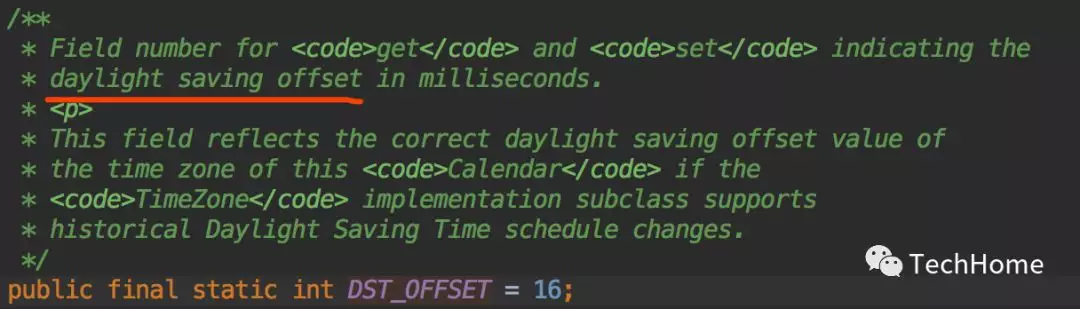 /**
* Field number for <code>get</code> and <code>set</code> indicating the
* daylight saving offset in milliseconds.
* <p>
* This field reflects the correct daylight saving offset value of
* the time zone of this <code>Calendar</code> if the
* <code>TimeZone</code> implementation subclass supports
* historical Daylight Saving Time schedule changes.
*/
TechHome
public final static int DST_OFFSET = 16;